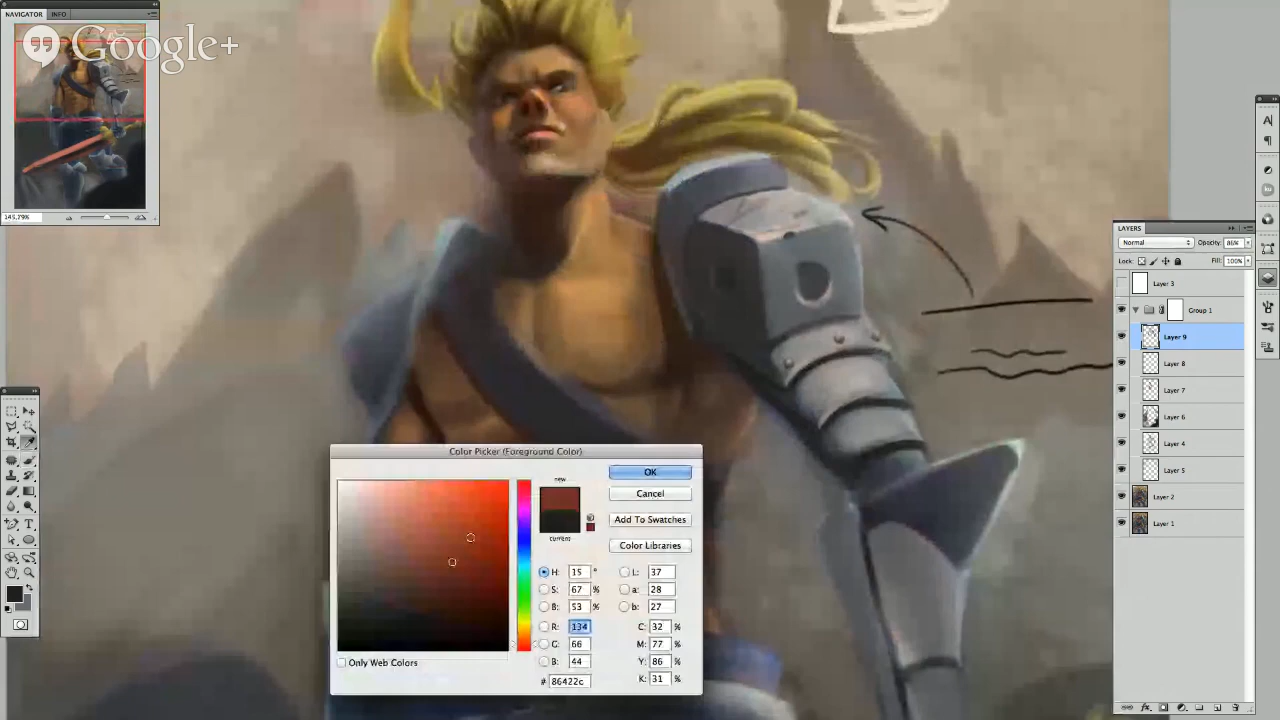 NAVIGATOR INFO
Google+
145,79%
A
¶
ku
LAYERS
Normal Opacity: 86%
Lock: Fill: 100%
Layer 3
Group 1
Layer 9
Layer 8
Layer 7
Layer 6
Layer 4
Layer 5
Layer 2
Layer 1
fx
T
Color Picker (Foreground Color)
new
current
OK
Cancel
Add To Swatches
Color Libraries
H: 15 ° L: 37
S: 67 % a: 28
B: 53 % b: 27
R: 134 C: 32 %
G: 66 M: 77 %
B: 44 Y: 86 %
# 86422c K: 31 %
Only Web Colors